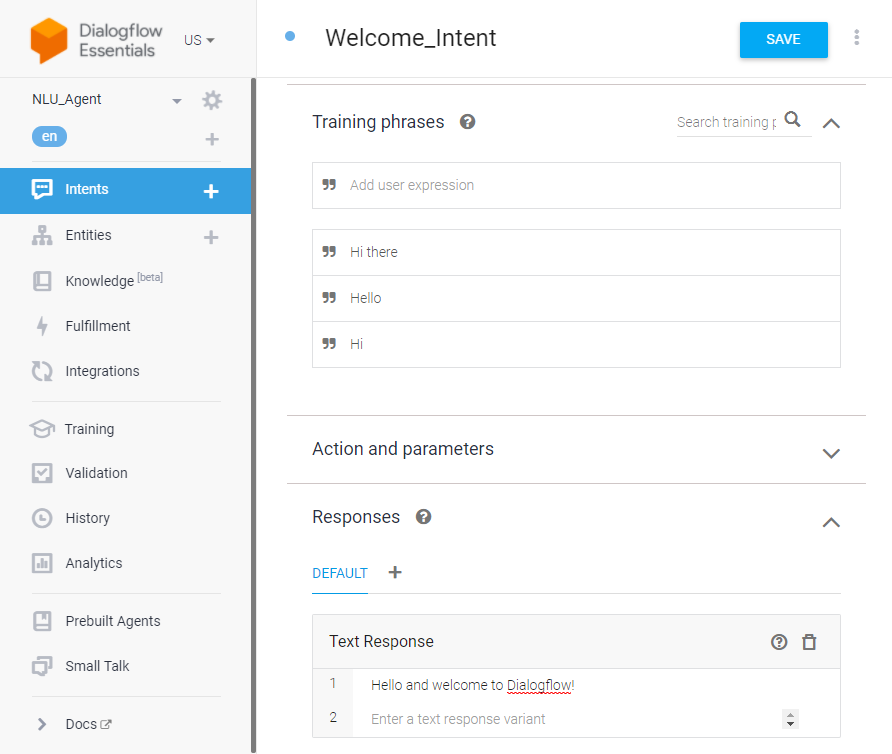 Dialogflow
Essentials
US
Welcome_Intent
SAVE
NLU_Agent
en
Intents
Entities
Knowledge [beta]
Fulfillment
Integrations
Training
Validation
History
Analytics
Prebuilt Agents
Small Talk
Docs
Training phrases
Search training p
Add user expression
Hi there
Hello
Hi
Action and parameters
Responses
DEFAULT
Text Response
1 Hello and welcome to Dialogflow!
2 Enter a text response variant